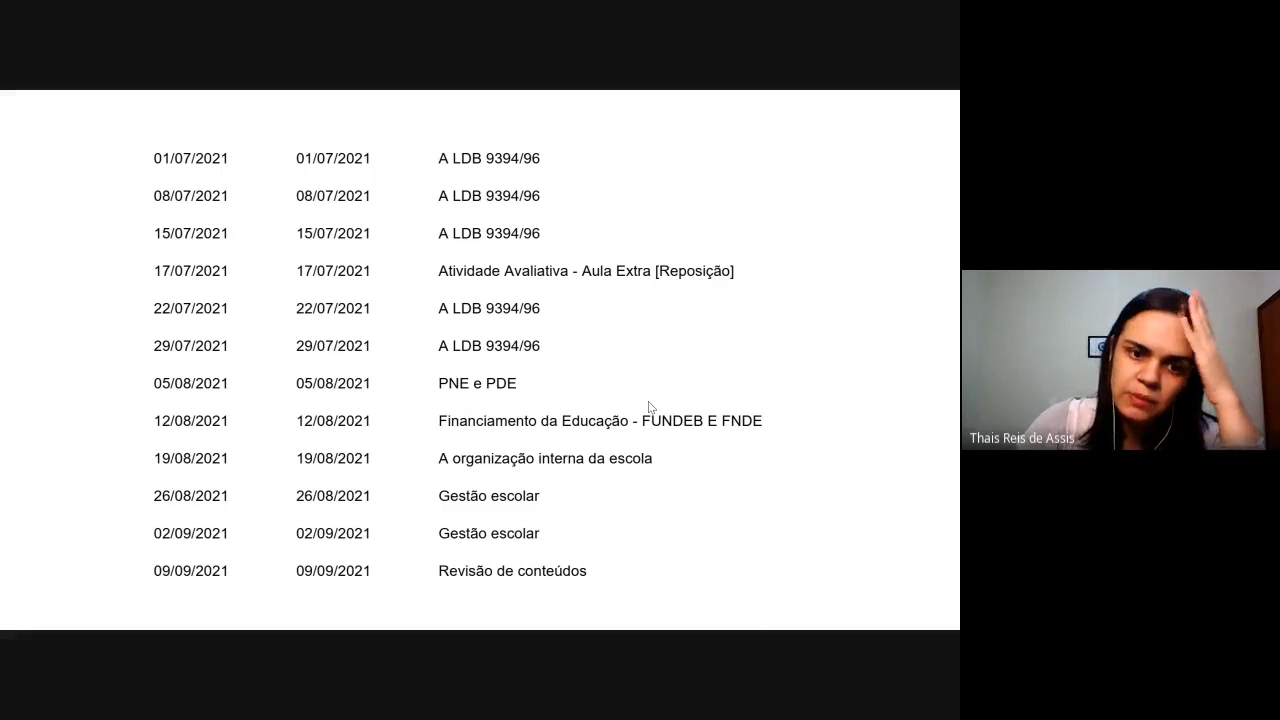 01/07/2021 01/07/2021 A LDB 9394/96
08/07/2021 08/07/2021 A LDB 9394/96
15/07/2021 15/07/2021 A LDB 9394/96
17/07/2021 17/07/2021 Atividade Avaliativa - Aula Extra [Reposição]
22/07/2021 22/07/2021 A LDB 9394/96
29/07/2021 29/07/2021 A LDB 9394/96
05/08/2021 05/08/2021 PNE e PDE
12/08/2021 12/08/2021 Financiamento da Educação - FUNDEB E FNDE
19/08/2021 19/08/2021 A organização interna da escola
26/08/2021 26/08/2021 Gestão escolar
02/09/2021 02/09/2021 Gestão escolar
09/09/2021 09/09/2021 Revisão de conteúdos
Thais Reis de Assis